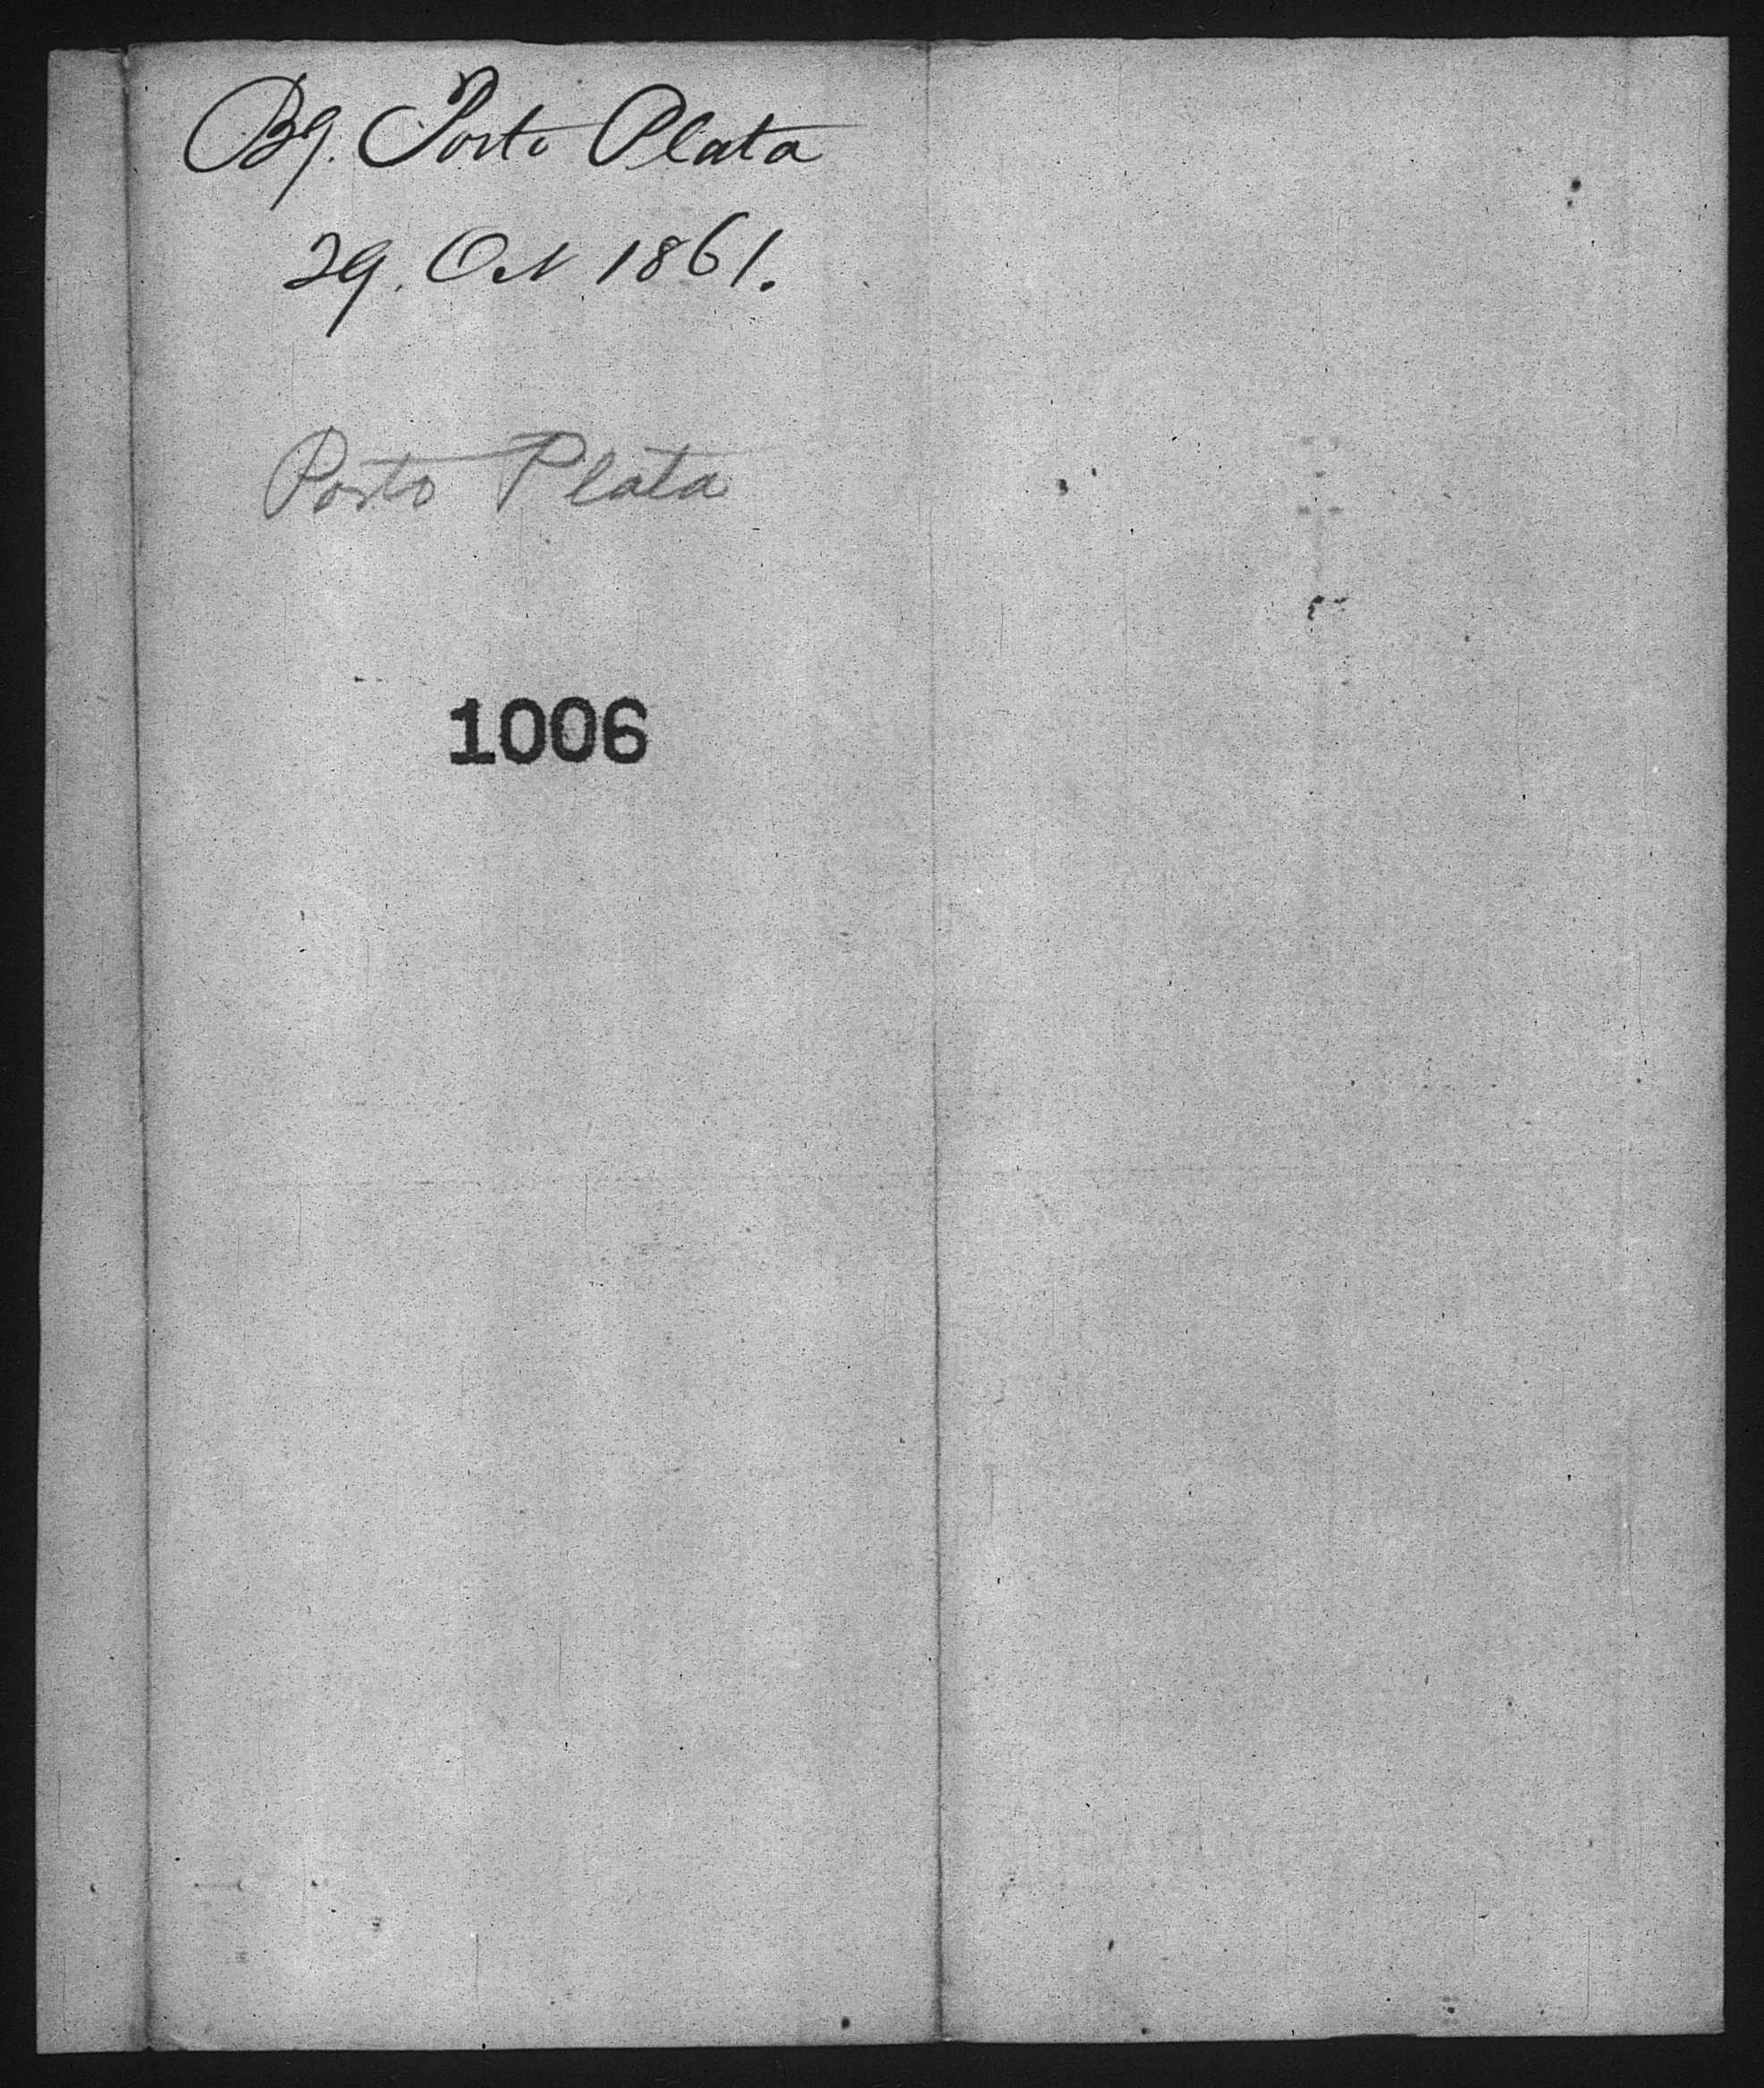 Bg. Porto Plata
29. Oct 1861.
Porto Plata
1006